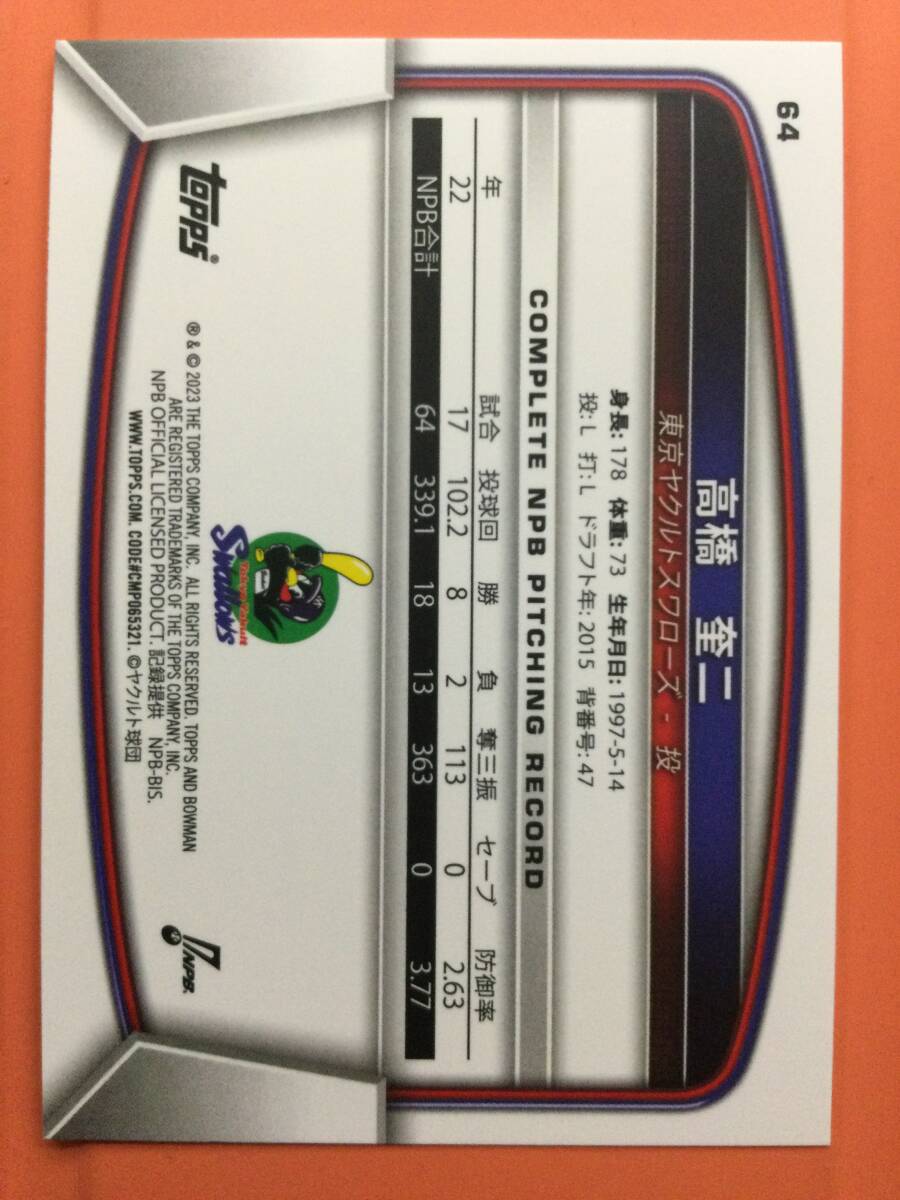 64
高橋 奎二
東京ヤクルトスワローズ - 投
身長: 178 体重: 73 生年月日: 1997-5-14
投: L 打: L ドラフト年: 2015 背番号: 47
COMPLETE NPB PITCHING RECORD
年 試合 投球回 勝 負 奪三振 セーブ 防御率
22 17 102.2 8 2 113 0 2.63
NPB合計 64 339.1 18 13 363 0 3.77
Tokyo Yakult
Swallows
topps®
® & © 2023 THE TOPPS COMPANY, INC. ALL RIGHTS RESERVED. TOPPS AND BOWMAN
ARE REGISTERED TRADEMARKS OF THE TOPPS COMPANY, INC.
NPB OFFICIAL LICENSED PRODUCT. 記録提供 NPB-BIS.
WWW.TOPPS.COM. CODE#CMP065321. ©ヤクルト球団
NPB